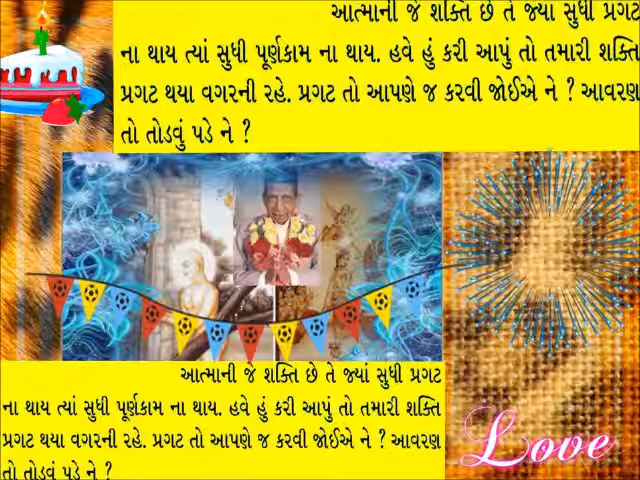 આત્માની જે શક્તિ છે તે જ્યાં સુધી પ્રગટ
ના થાય ત્યાં સુધી પૂર્ણકામ ના થાય. હવે હું કરી આપું તો તમારી શક્તિ
પ્રગટ થયા વગરની રહે. પ્રગટ તો આપણે જ કરવી જોઈએ ને ? આવરણ
તો તોડવું પડે ને ?
આત્માની જે શક્તિ છે તે જ્યાં સુધી પ્રગટ
ના થાય ત્યાં સુધી પૂર્ણકામ ના થાય. હવે હું કરી આપું તો તમારી શક્તિ
પ્રગટ થયા વગરની રહે. પ્રગટ તો આપણે જ કરવી જોઈએ ને ? આવરણ
તો તોડવું પડે ને ?
Love